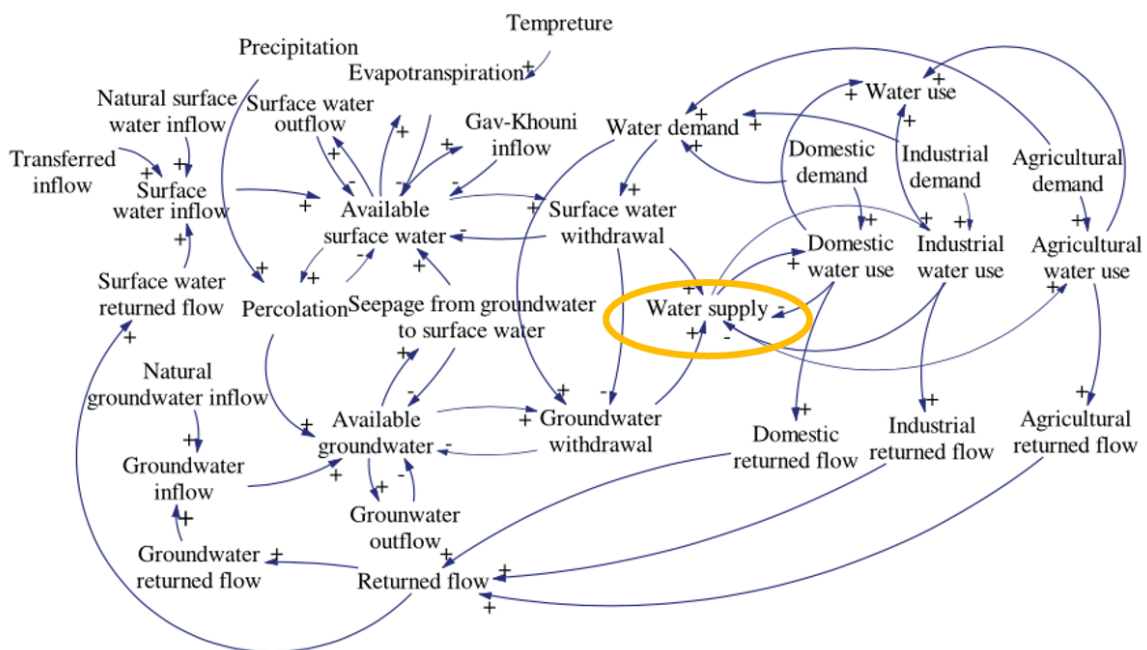 Tempreture
Precipitation
Evapotranspiration
+
Natural surface
water inflow
Surface water
outflow
+
Water use
+
+
+
Gav-Khouni
inflow
Water demand
+
+
+
Transferred
inflow
+
+
+
+
-
-
-
Domestic
demand
Industrial
demand
Agricultural
demand
Surface
water inflow
+
Available
surface water
-
+
Surface water
withdrawal
+
+
+
+
+
+
-
+
Domestic
water use
Industrial
water use
Agricultural
water use
+
+
+
Surface water
returned flow
+
Percolation
Seepage from groundwater
to surface water
+
Water supply
-
+
-
+
Natural
groundwater inflow
+
-
+
-
+
+
+
Available
groundwater
-
+
Groundwater
withdrawal
Domestic
returned flow
Industrial
returned flow
Agricultural
returned flow
+
+
Groundwater
inflow
+
+
-
Grounwater
outflow
+
Groundwater
returned flow
+
+
Returned flow
+
+